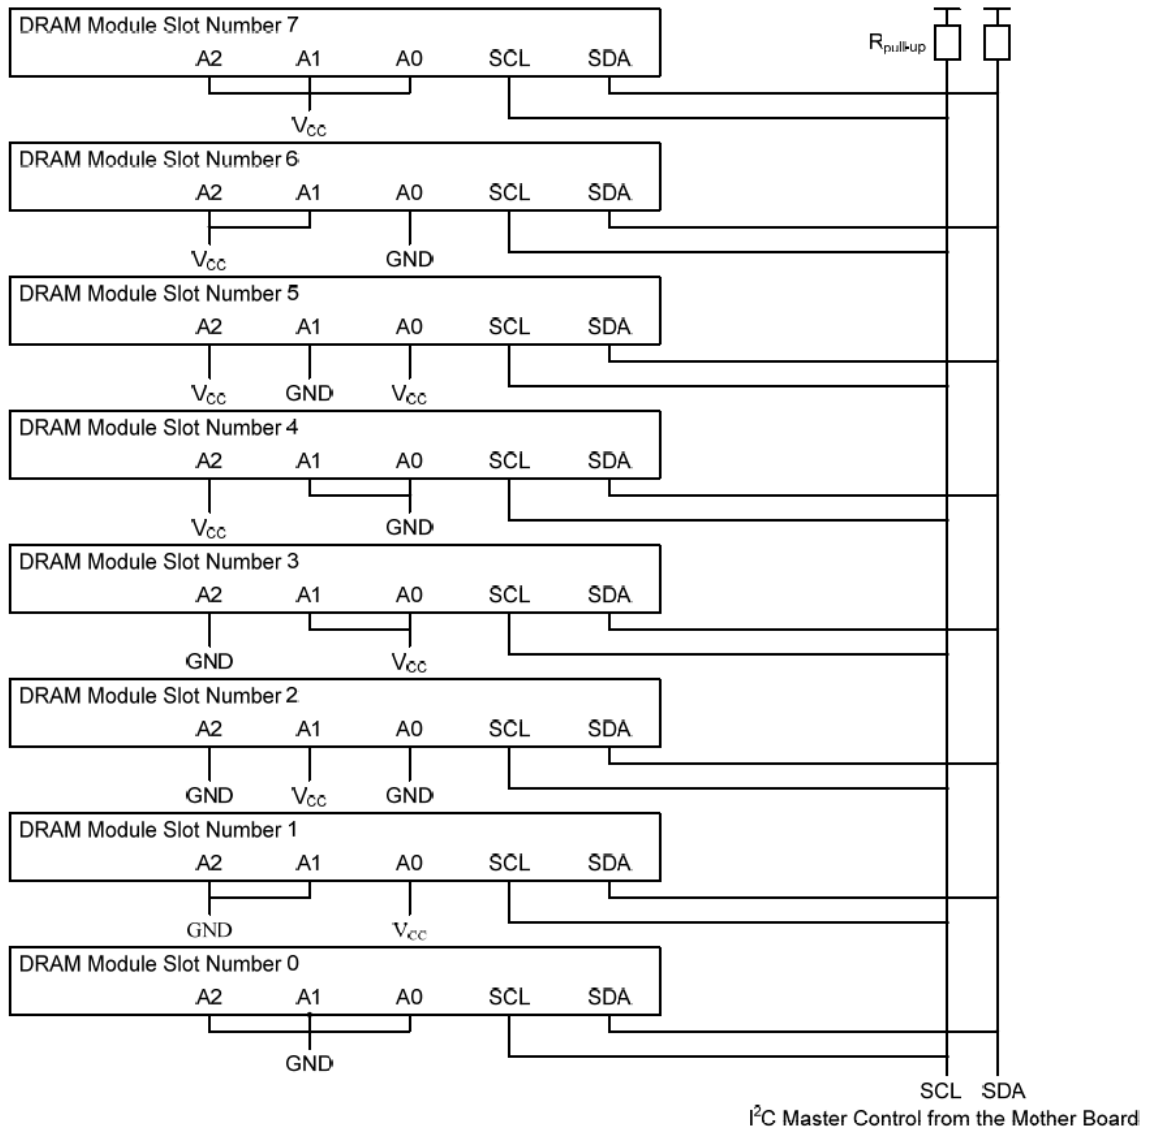 DRAM Module Slot Number 7
A2 A1 A0 SCL SDA
Rpull-up
VCC
DRAM Module Slot Number 6
A2 A1 A0 SCL SDA
VCC GND
DRAM Module Slot Number 5
A2 A1 A0 SCL SDA
VCC GND VCC
DRAM Module Slot Number 4
A2 A1 A0 SCL SDA
VCC GND
DRAM Module Slot Number 3
A2 A1 A0 SCL SDA
GND VCC
DRAM Module Slot Number 2
A2 A1 A0 SCL SDA
GND VCC GND
DRAM Module Slot Number 1
A2 A1 A0 SCL SDA
GND VCC
DRAM Module Slot Number 0
A2 A1 A0 SCL SDA
GND
SCL SDA
I²C Master Control from the Mother Board